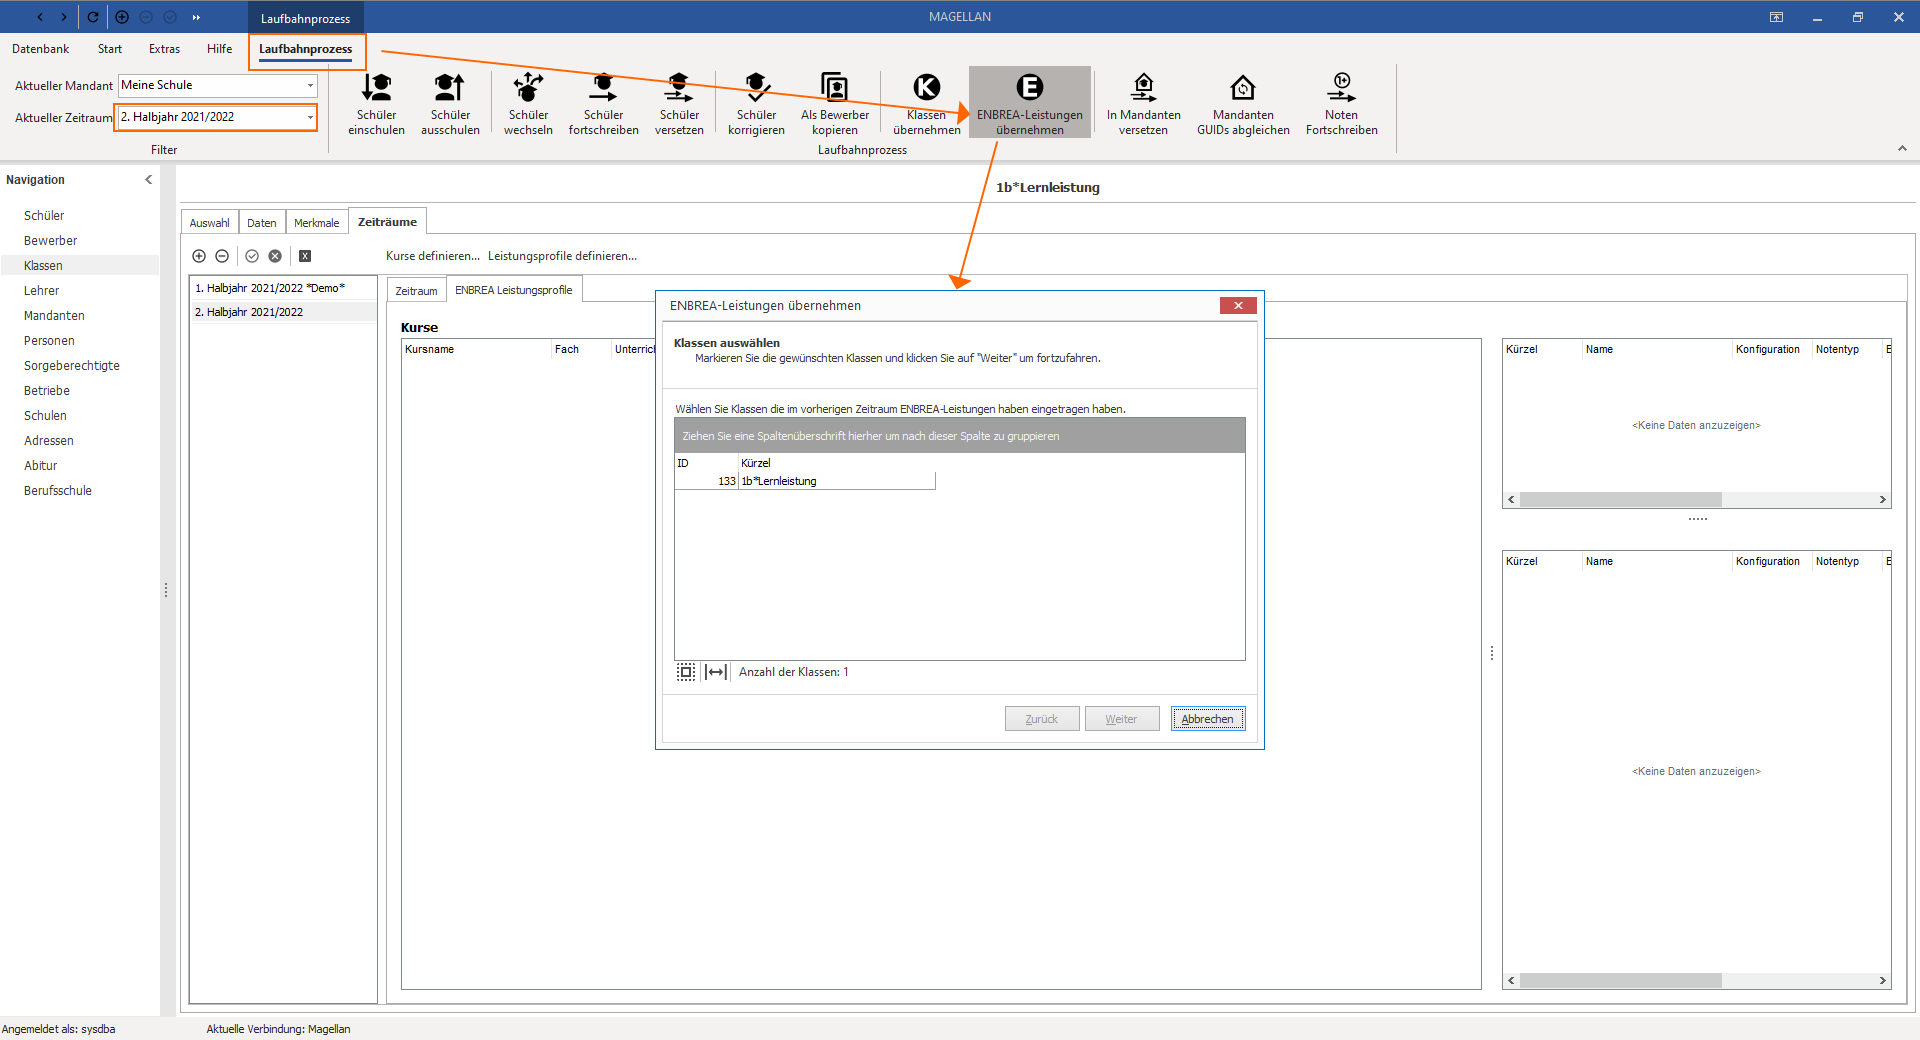 Laufbahnprozess
MAGELLAN
Datenbank Start Extras Hilfe Laufbahnprozess
Aktueller Mandant Meine Schule
Aktueller Zeitraum 2. Halbjahr 2021/2022
Filter
Schüler einschulen
Schüler ausschulen
Schüler wechseln
Schüler fortschreiben
Schüler versetzen
Schüler korrigieren
Als Bewerber kopieren
K
Klassen übernehmen
E
ENBREA-Leistungen übernehmen
In Mandanten versetzen
Mandanten GUIDs abgleichen
1+
Noten Fortschreiben
Laufbahnprozess
Navigation
Schüler
Bewerber
Klassen
Lehrer
Mandanten
Personen
Sorgeberechtigte
Betriebe
Schulen
Adressen
Abitur
Berufsschule
1b*Lernleistung
Auswahl Daten Merkmale Zeiträume
X
Kurse definieren... Leistungsprofile definieren...
1. Halbjahr 2021/2022 *Demo*
2. Halbjahr 2021/2022
Zeitraum ENBREA Leistungsprofile
Kurse
Kursname Fach Unterrich
ENBREA-Leistungen übernehmen
Klassen auswählen
Markieren Sie die gewünschten Klassen und klicken Sie auf "Weiter" um fortzufahren.
Wählen Sie Klassen die im vorherigen Zeitraum ENBREA-Leistungen haben eingetragen haben.
Ziehen Sie eine Spaltenüberschrift hierher um nach dieser Spalte zu gruppieren
ID Kürzel
133 1b*Lernleistung
Anzahl der Klassen: 1
Zurück Weiter Abbrechen
Kürzel Name Konfiguration Notentyp E
<Keine Daten anzuzeigen>
Kürzel Name Konfiguration Notentyp E
<Keine Daten anzuzeigen>
Angemeldet als: sysdba Aktuelle Verbindung: Magellan